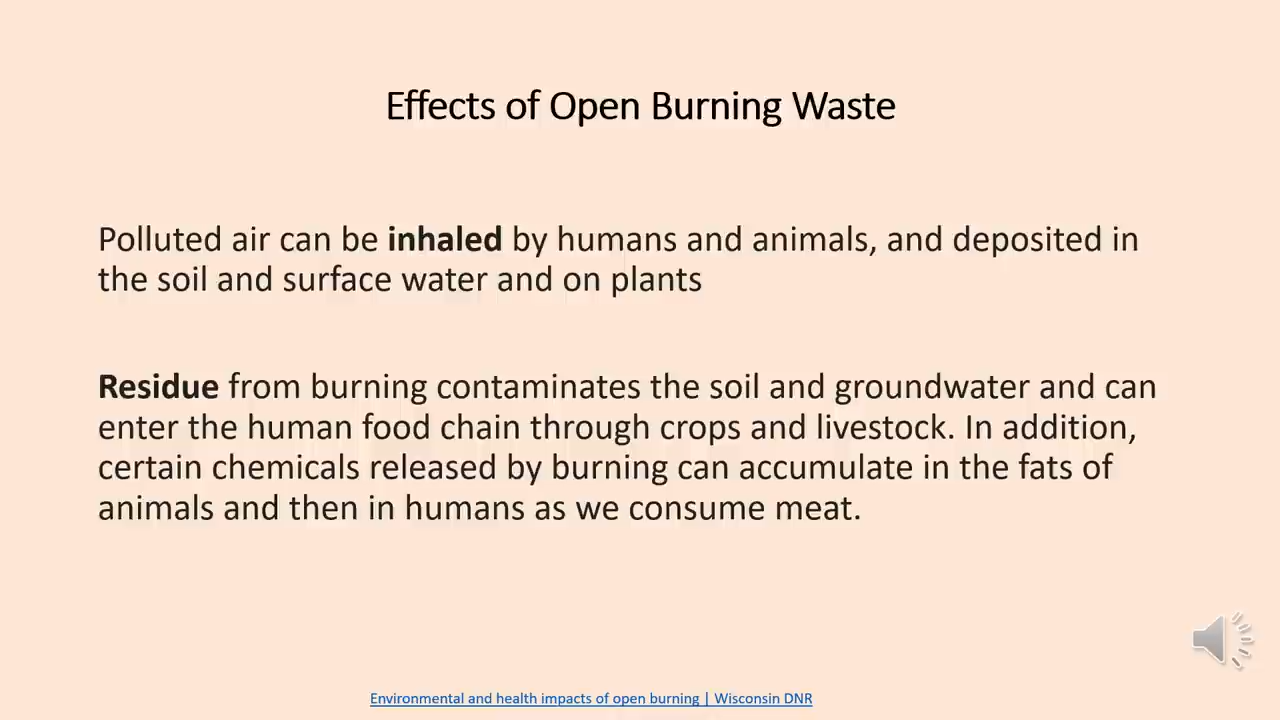 Effects of Open Burning Waste
Polluted air can be inhaled by humans and animals, and deposited in
the soil and surface water and on plants
Residue from burning contaminates the soil and groundwater and can
enter the human food chain through crops and livestock. In addition,
certain chemicals released by burning can accumulate in the fats of
animals and then in humans as we consume meat.
Environmental and health impacts of open burning | Wisconsin DNR